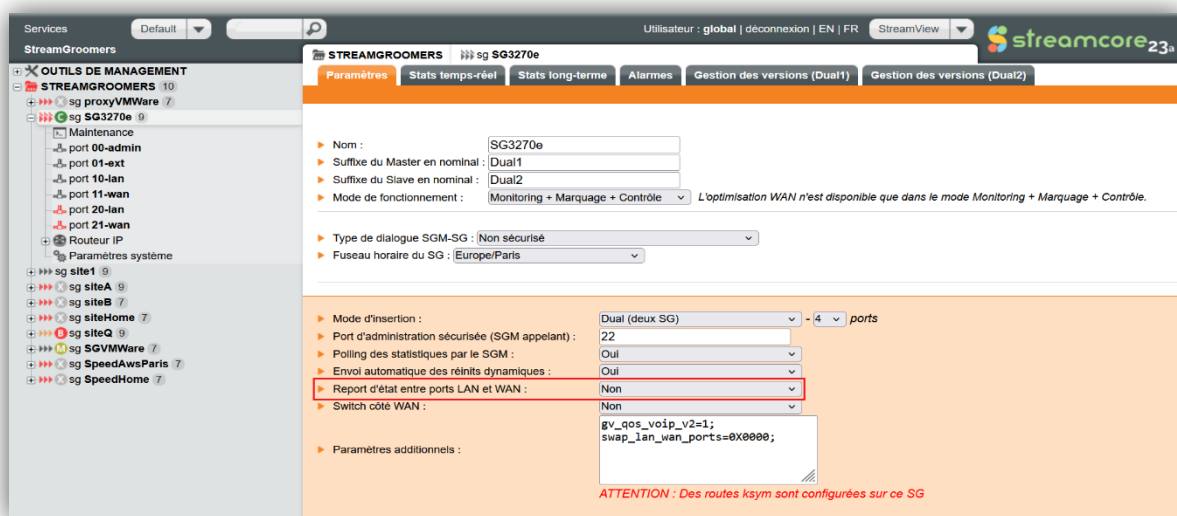 Services Default Utilisateur : global | déconnexion | EN | FR StreamView streamcore23a
StreamGroomers
STREAMGROOMERS sg SG3270e
Paramètres Stats temps-réel Stats long-terme Alarmes Gestion des versions (Dual1) Gestion des versions (Dual2)
OUTILS DE MANAGEMENT
STREAMGROOMERS 10
sg proxyVMWare 7
C sg SG3270e 9
Maintenance
port 00-admin
port 01-ext
port 10-lan
port 11-wan
port 20-lan
port 21-wan
Routeur IP
Paramètres système
sg site1 9
sg siteA 9
sg siteB 7
sg siteHome 7
B sg siteQ 9
M sg SGVMWare 7
sg SpeedAwsParis 7
sg SpeedHome 7
Nom : SG3270e
Suffixe du Master en nominal : Dual1
Suffixe du Slave en nominal : Dual2
Mode de fonctionnement : Monitoring + Marquage + Contrôle L'optimisation WAN n'est disponible que dans le mode Monitoring + Marquage + Contrôle.
Type de dialogue SGM-SG : Non sécurisé
Fuseau horaire du SG : Europe/Paris
Mode d'insertion : Dual (deux SG) - 4 ports
Port d'administration sécurisée (SGM appelant) : 22
Polling des statistiques par le SGM : Oui
Envoi automatique des réinits dynamiques : Oui
Report d'état entre ports LAN et WAN : Non
Switch côté WAN : Non
Paramètres additionnels : gv_qos_voip_v2=1;
swap_lan_wan_ports=0X0000;
ATTENTION : Des routes ksym sont configurées sur ce SG